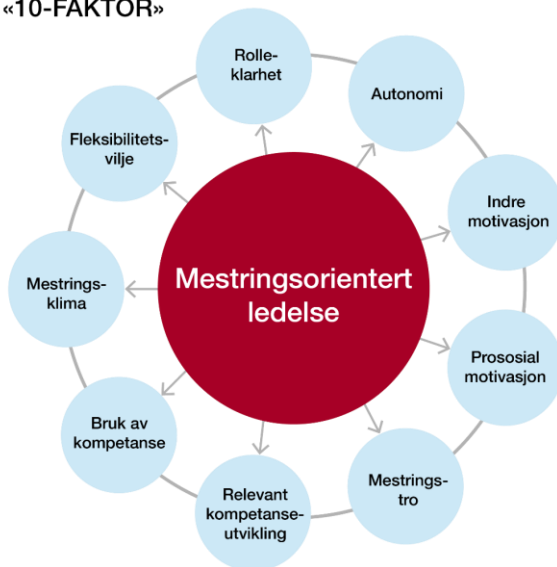 «10-FAKTOR»
Rolle-
klarhet
Autonomi
Indre
motivasjon
Prososial
motivasjon
Mestrings-
tro
Relevant
kompetanse-
utvikling
Bruk av
kompetanse
Mestrings-
klima
Fleksibilitets-
vilje
Mestringsorientert
ledelse